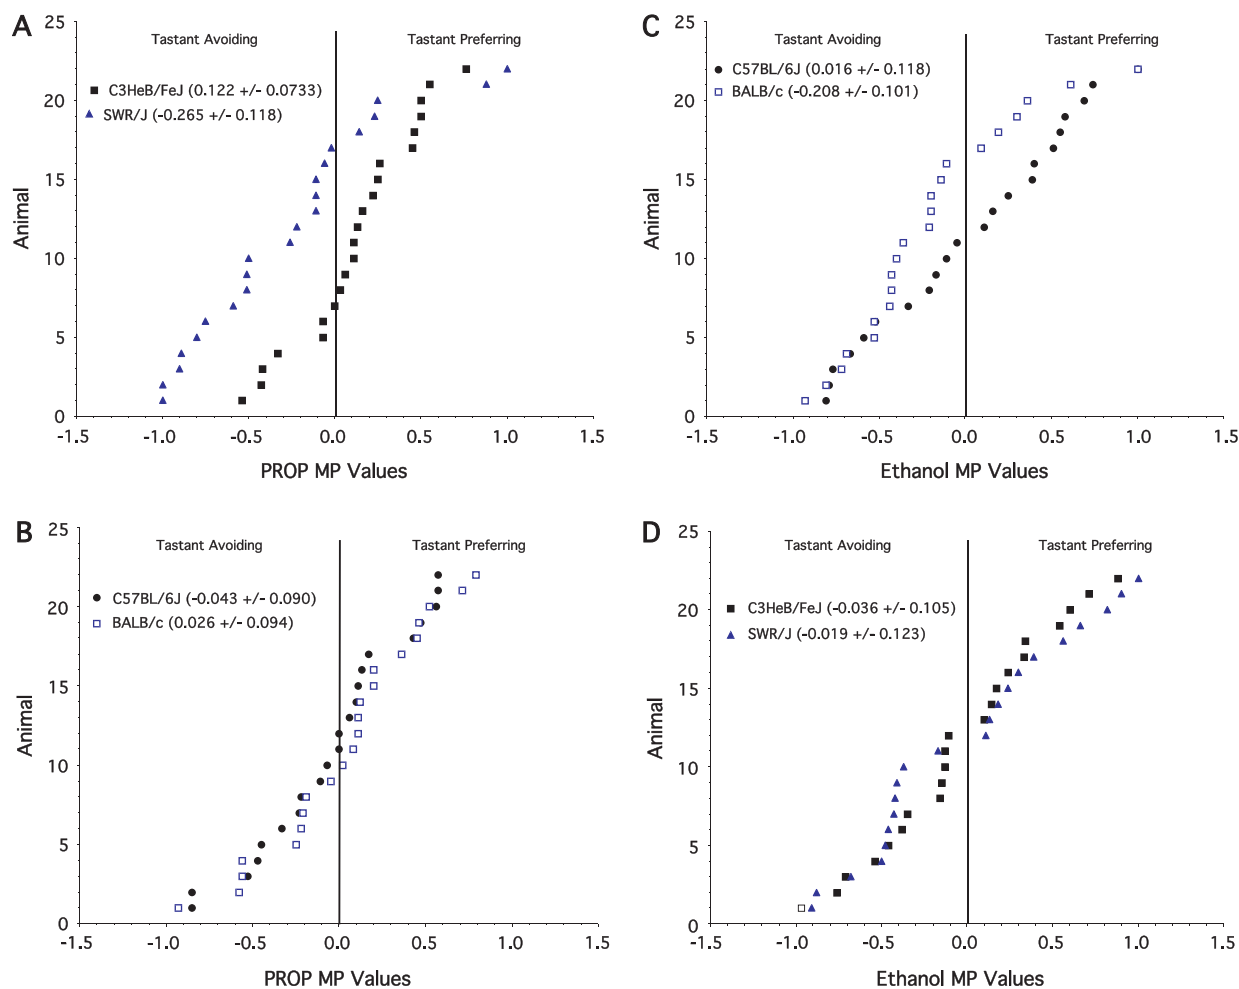 A
Tastant Avoiding
Tastant Preferring
C3HeB/FeJ (0.122 +/- 0.0733)
SWR/J (-0.265 +/- 0.118)
25
20
15
10
5
0
Animal
-1.5
-1.0
-0.5
0.0
0.5
1.0
1.5
PROP MP Values
C
Tastant Avoiding
Tastant Preferring
C57BL/6J (0.016 +/- 0.118)
BALB/c (-0.208 +/- 0.101)
25
20
15
10
5
0
Animal
-1.5
-1.0
-0.5
0.0
0.5
1.0
1.5
Ethanol MP Values
B
Tastant Avoiding
Tastant Preferring
C57BL/6J (-0.043 +/- 0.090)
BALB/c (0.026 +/- 0.094)
25
20
15
10
5
0
Animal
-1.5
-1.0
-0.5
0.0
0.5
1.0
1.5
PROP MP Values
D
Tastant Avoiding
Tastant Preferring
C3HeB/FeJ (-0.036 +/- 0.105)
SWR/J (-0.019 +/- 0.123)
25
20
15
10
5
0
Animal
-1.5
-1.0
-0.5
0.0
0.5
1.0
1.5
Ethanol MP Values